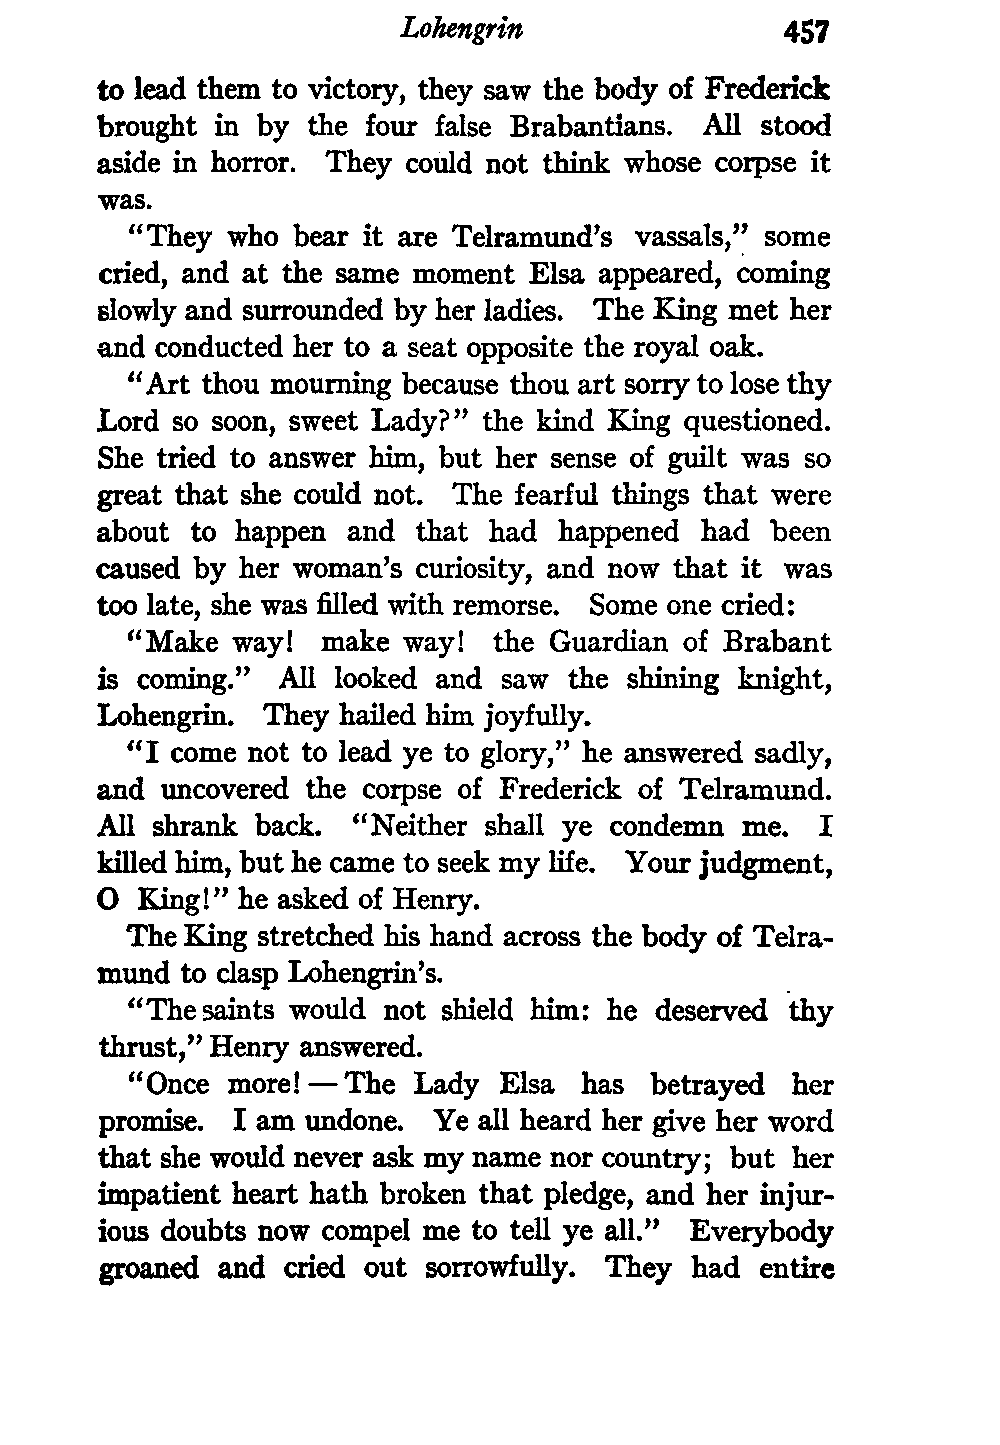 Lohengrin 457
to lead them to victory, they saw the body of Frederick
brought in by the four false Brabantians. All stood
aside in horror. They could not think whose corpse it
was.
"They who bear it are Telramund's vassals," some
cried, and at the same moment Elsa appeared, coming
slowly and surrounded by her ladies. The King met her
and conducted her to a seat opposite the royal oak.
"Art thou mourning because thou art sorry to lose thy
Lord so soon, sweet Lady?" the kind King questioned.
She tried to answer him, but her sense of guilt was so
great that she could not. The fearful things that were
about to happen and that had happened had been
caused by her woman's curiosity, and now that it was
too late, she was filled with remorse. Some one cried:
"Make way! make way! the Guardian of Brabant
is coming." All looked and saw the shining knight,
Lohengrin. They hailed him joyfully.
"I come not to lead ye to glory," he answered sadly,
and uncovered the corpse of Frederick of Telramund.
All shrank back. "Neither shall ye condemn me. I
killed him, but he came to seek my life. Your judgment,
O King!" he asked of Henry.
The King stretched his hand across the body of Telra-
mund to clasp Lohengrin's.
"The saints would not shield him: he deserved thy
thrust," Henry answered.
"Once more! — The Lady Elsa has betrayed her
promise. I am undone. Ye all heard her give her word
that she would never ask my name nor country; but her
impatient heart hath broken that pledge, and her injur-
ious doubts now compel me to tell ye all." Everybody
groaned and cried out sorrowfully. They had entire